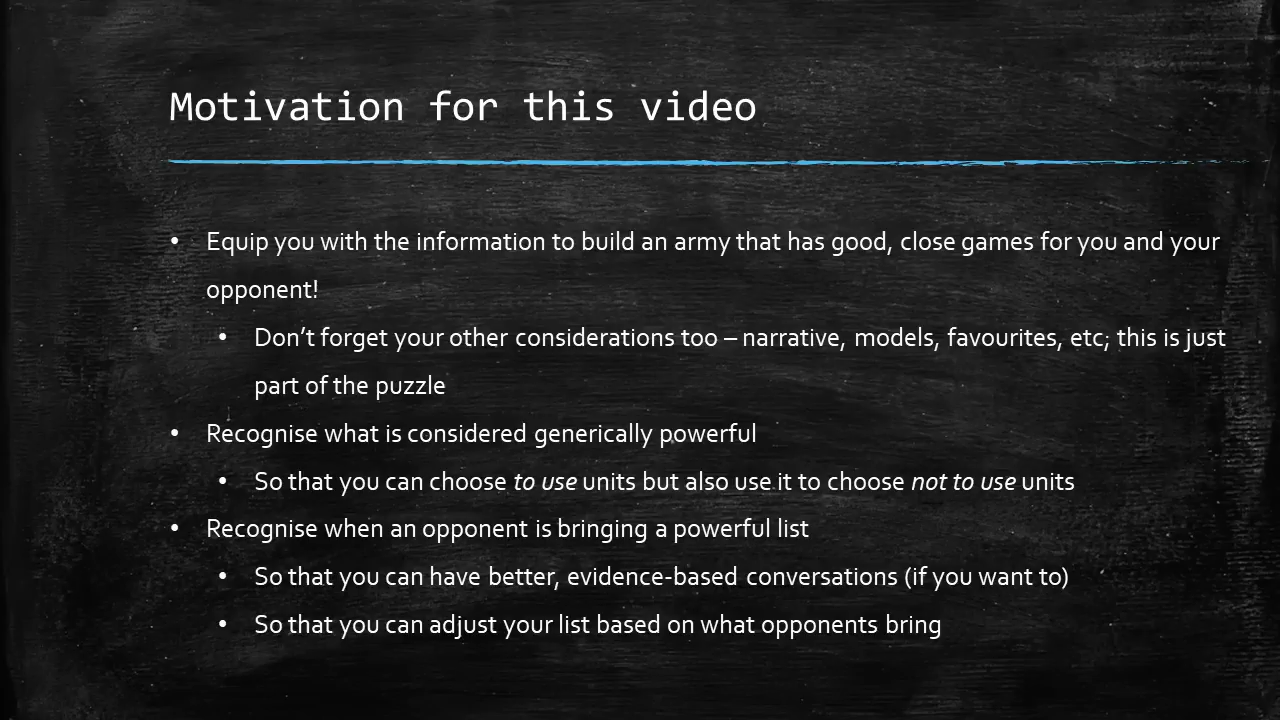 Motivation for this video
• Equip you with the information to build an army that has good, close games for you and your
opponent!
• Don’t forget your other considerations too – narrative, models, favourites, etc; this is just
part of the puzzle
• Recognise what is considered generically powerful
• So that you can choose to use units but also use it to choose not to use units
• Recognise when an opponent is bringing a powerful list
• So that you can have better, evidence-based conversations (if you want to)
• So that you can adjust your list based on what opponents bring